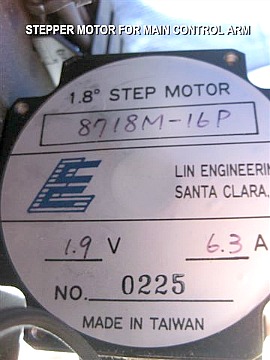 STEPPER MOTOR FOR MAIN CONTROL ARM
1.8° STEP MOTOR
8718M-16P
LIN ENGINEERIN
SANTA CLARA,
1.9 V 6.3 A
NO. 0225
MADE IN TAIWAN